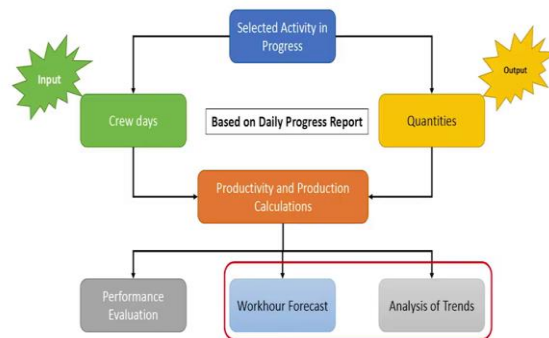 Selected Activity in
Progress
Input
Output
Crew days
Based on Daily Progress Report
Quantities
Productivity and Production
Calculations
Performance
Evaluation
Workhour Forecast
Analysis of Trends